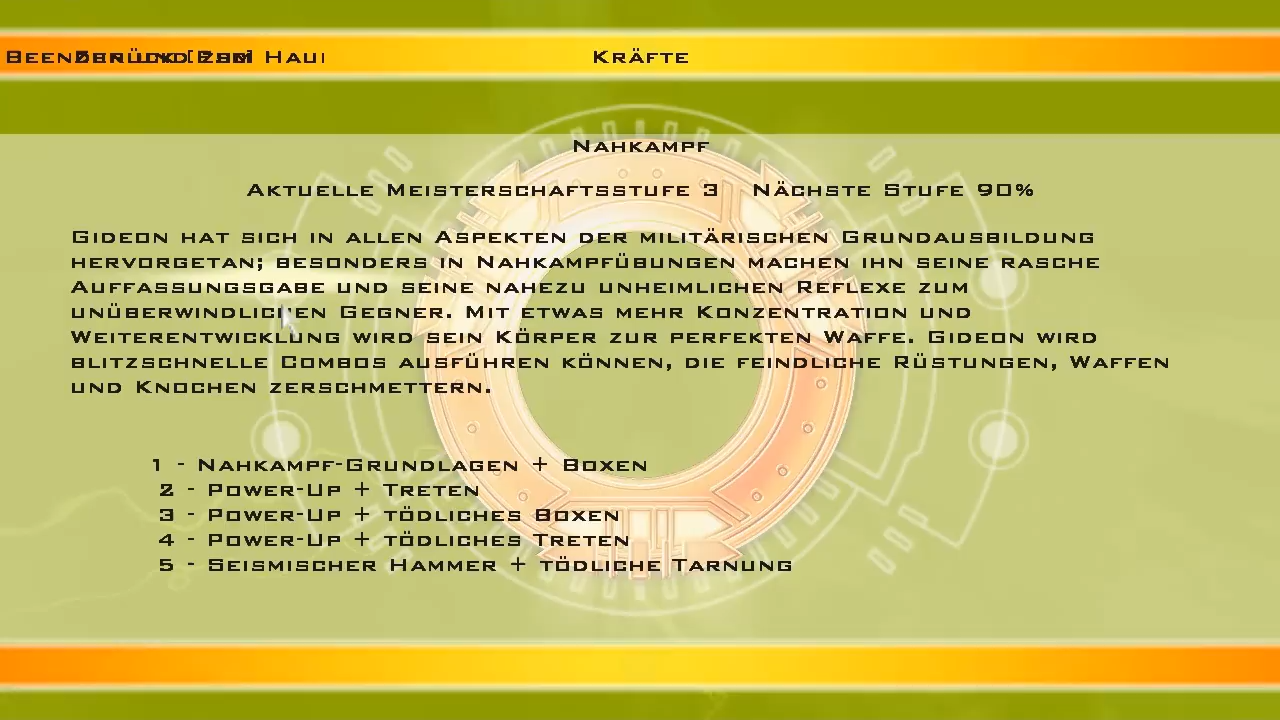 Kräfte
Nahkampf
Aktuelle Meisterschaftsstufe 3 Nächste Stufe 90%
Gideon hat sich in allen Aspekten der militärischen Grundausbildung
hervorgetan; besonders in Nahkampfübungen machen ihn seine rasche
Auffassungsgabe und seine nahezu unheimlichen Reflexe zum
unüberwindlichen Gegner. Mit etwas mehr Konzentration und
Weiterentwicklung wird sein Körper zur perfekten Waffe. Gideon wird
blitzschnelle Combos ausführen können, die feindliche Rüstungen, Waffen
und Knochen zerschmettern.
1 - Nahkampf-Grundlagen + Boxen
2 - Power-Up + Treten
3 - Power-Up + tödliches Boxen
4 - Power-Up + tödliches Treten
5 - Seismischer Hammer + tödliche Tarnung